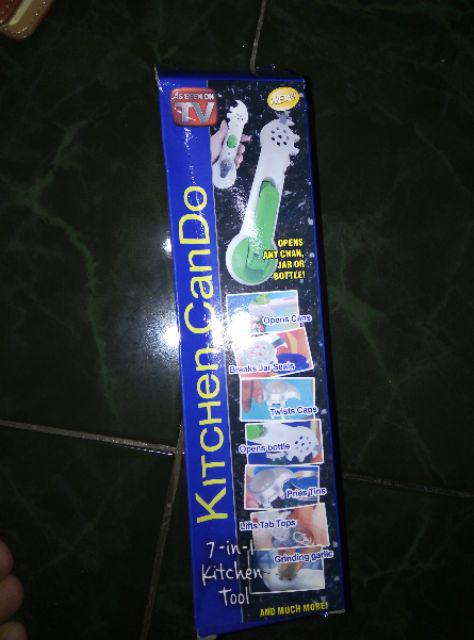 AS SEEN ON
TV
NEW!
KITCHEN CANDO
OPENS
ANY CHAN,
JAR OR
BOTTLE!
Opens Cans
Breaks Jar Seals
Twists Caps
Opens bottle
Pries Tins
Lifts Tab Tops
Grinding garlic
7-in-1
Kitchen
Tool
AND MUCH MORE!